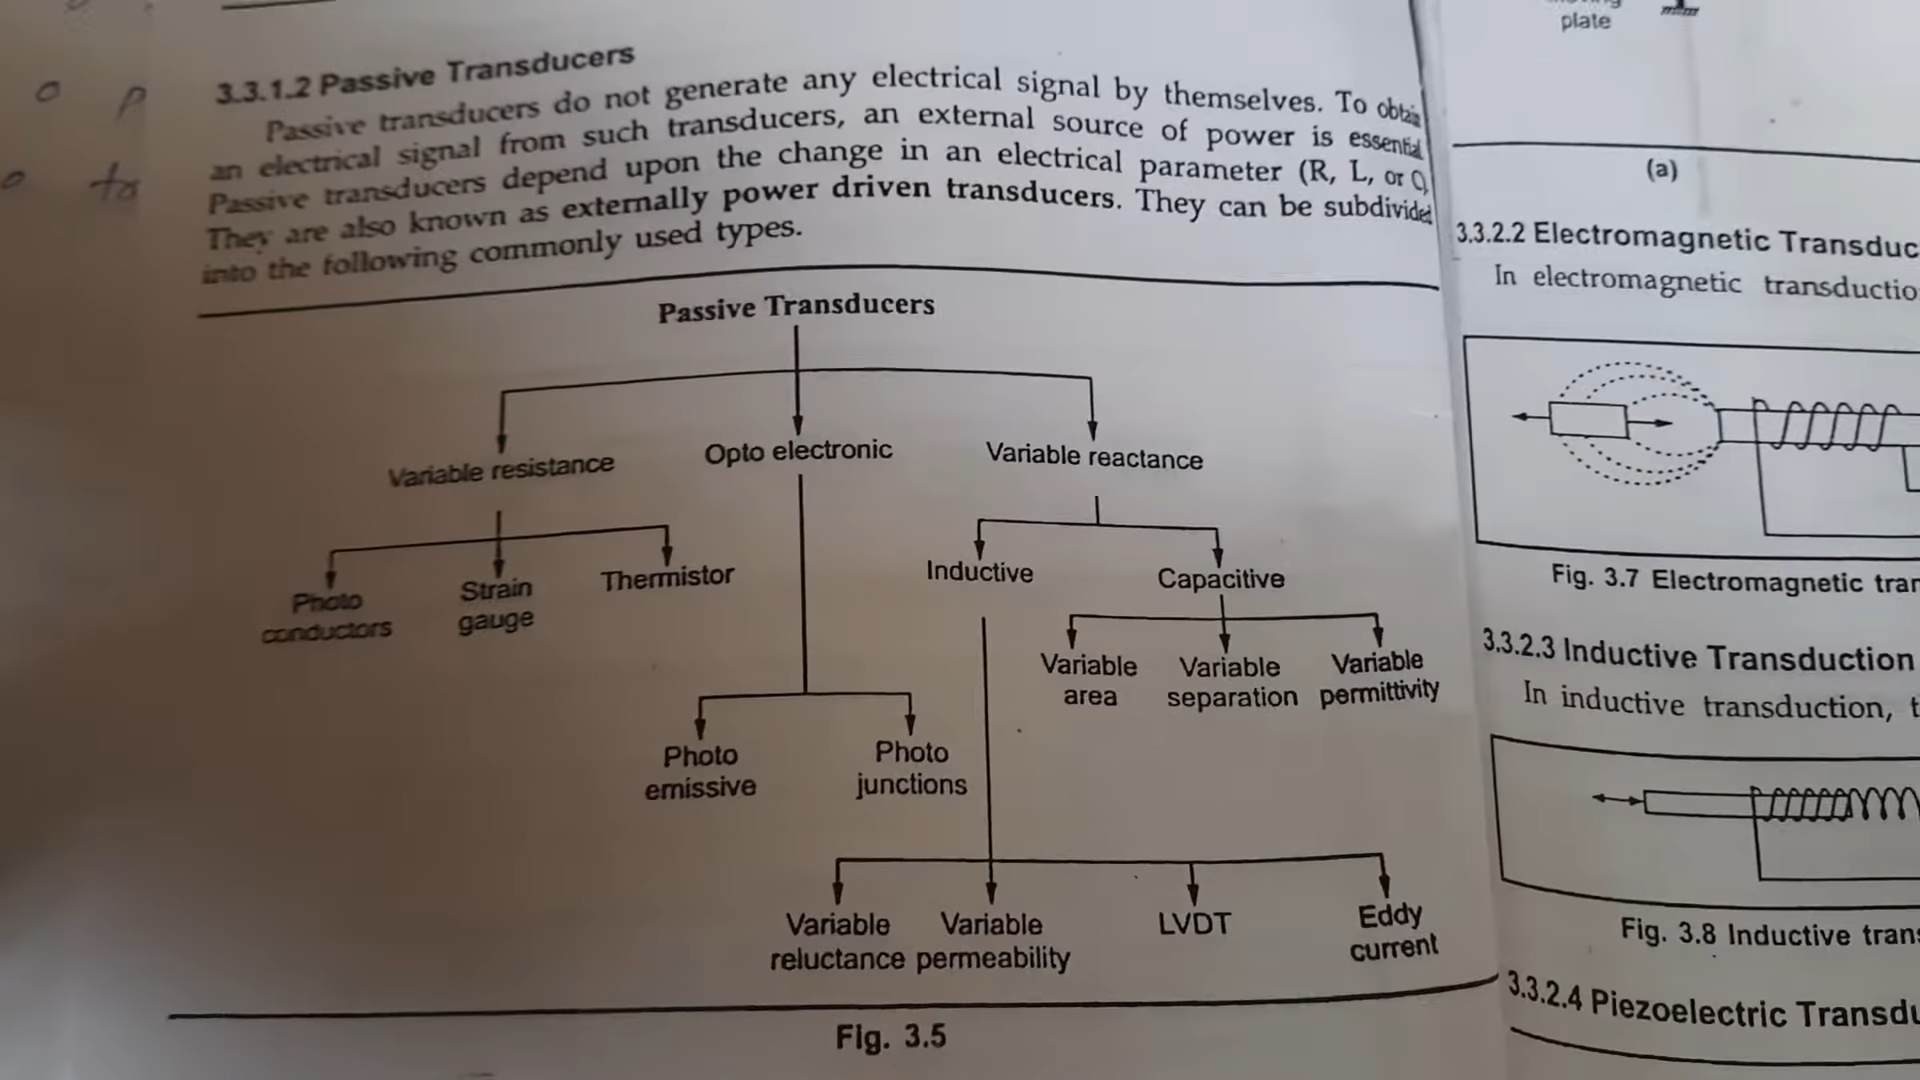 3.3.1.2 Passive Transducers
Passive transducers do not generate any electrical signal by themselves. To obtain
an electrical signal from such transducers, an external source of power is essential
Passive transducers depend upon the change in an electrical parameter (R, L, or
They are also known as externally power driven transducers. They can be subdivided
into the following commonly used types.
Passive Transducers
Variable resistance
Opto electronic
Variable reactance
Photo
conductors
Strain
gauge
Thermistor
Inductive
Capacitive
Variable
area
Variable
separation
Variable
permittivity
Photo
emissive
Photo
junctions
Variable
reluctance
Variable
permeability
LVDT
Eddy
current
Fig. 3.5
plate
(a)
3.3.2.2 Electromagnetic Transduc
In electromagnetic transductio
Fig. 3.7 Electromagnetic tran
3.3.2.3 Inductive Transduction
In inductive transduction, t
Fig. 3.8 Inductive trans
3.3.2.4 Piezoelectric Transdu